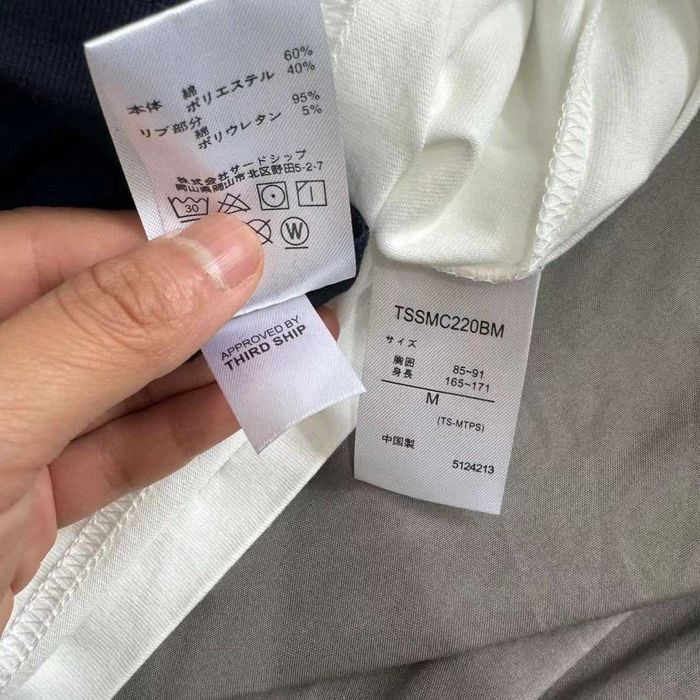 本体 綿 60%
ポリエステル 40%
リブ部分
綿 95%
ポリウレタン 5%
株式会社サードシップ
岡山県岡山市北区野田5-2-7
30
W
APPROVED BY
THIRD SHIP
TSSMC220BM
サイズ
胸囲 85~91
身長 165~171
M
(TS-MTPS)
中国製
5124213